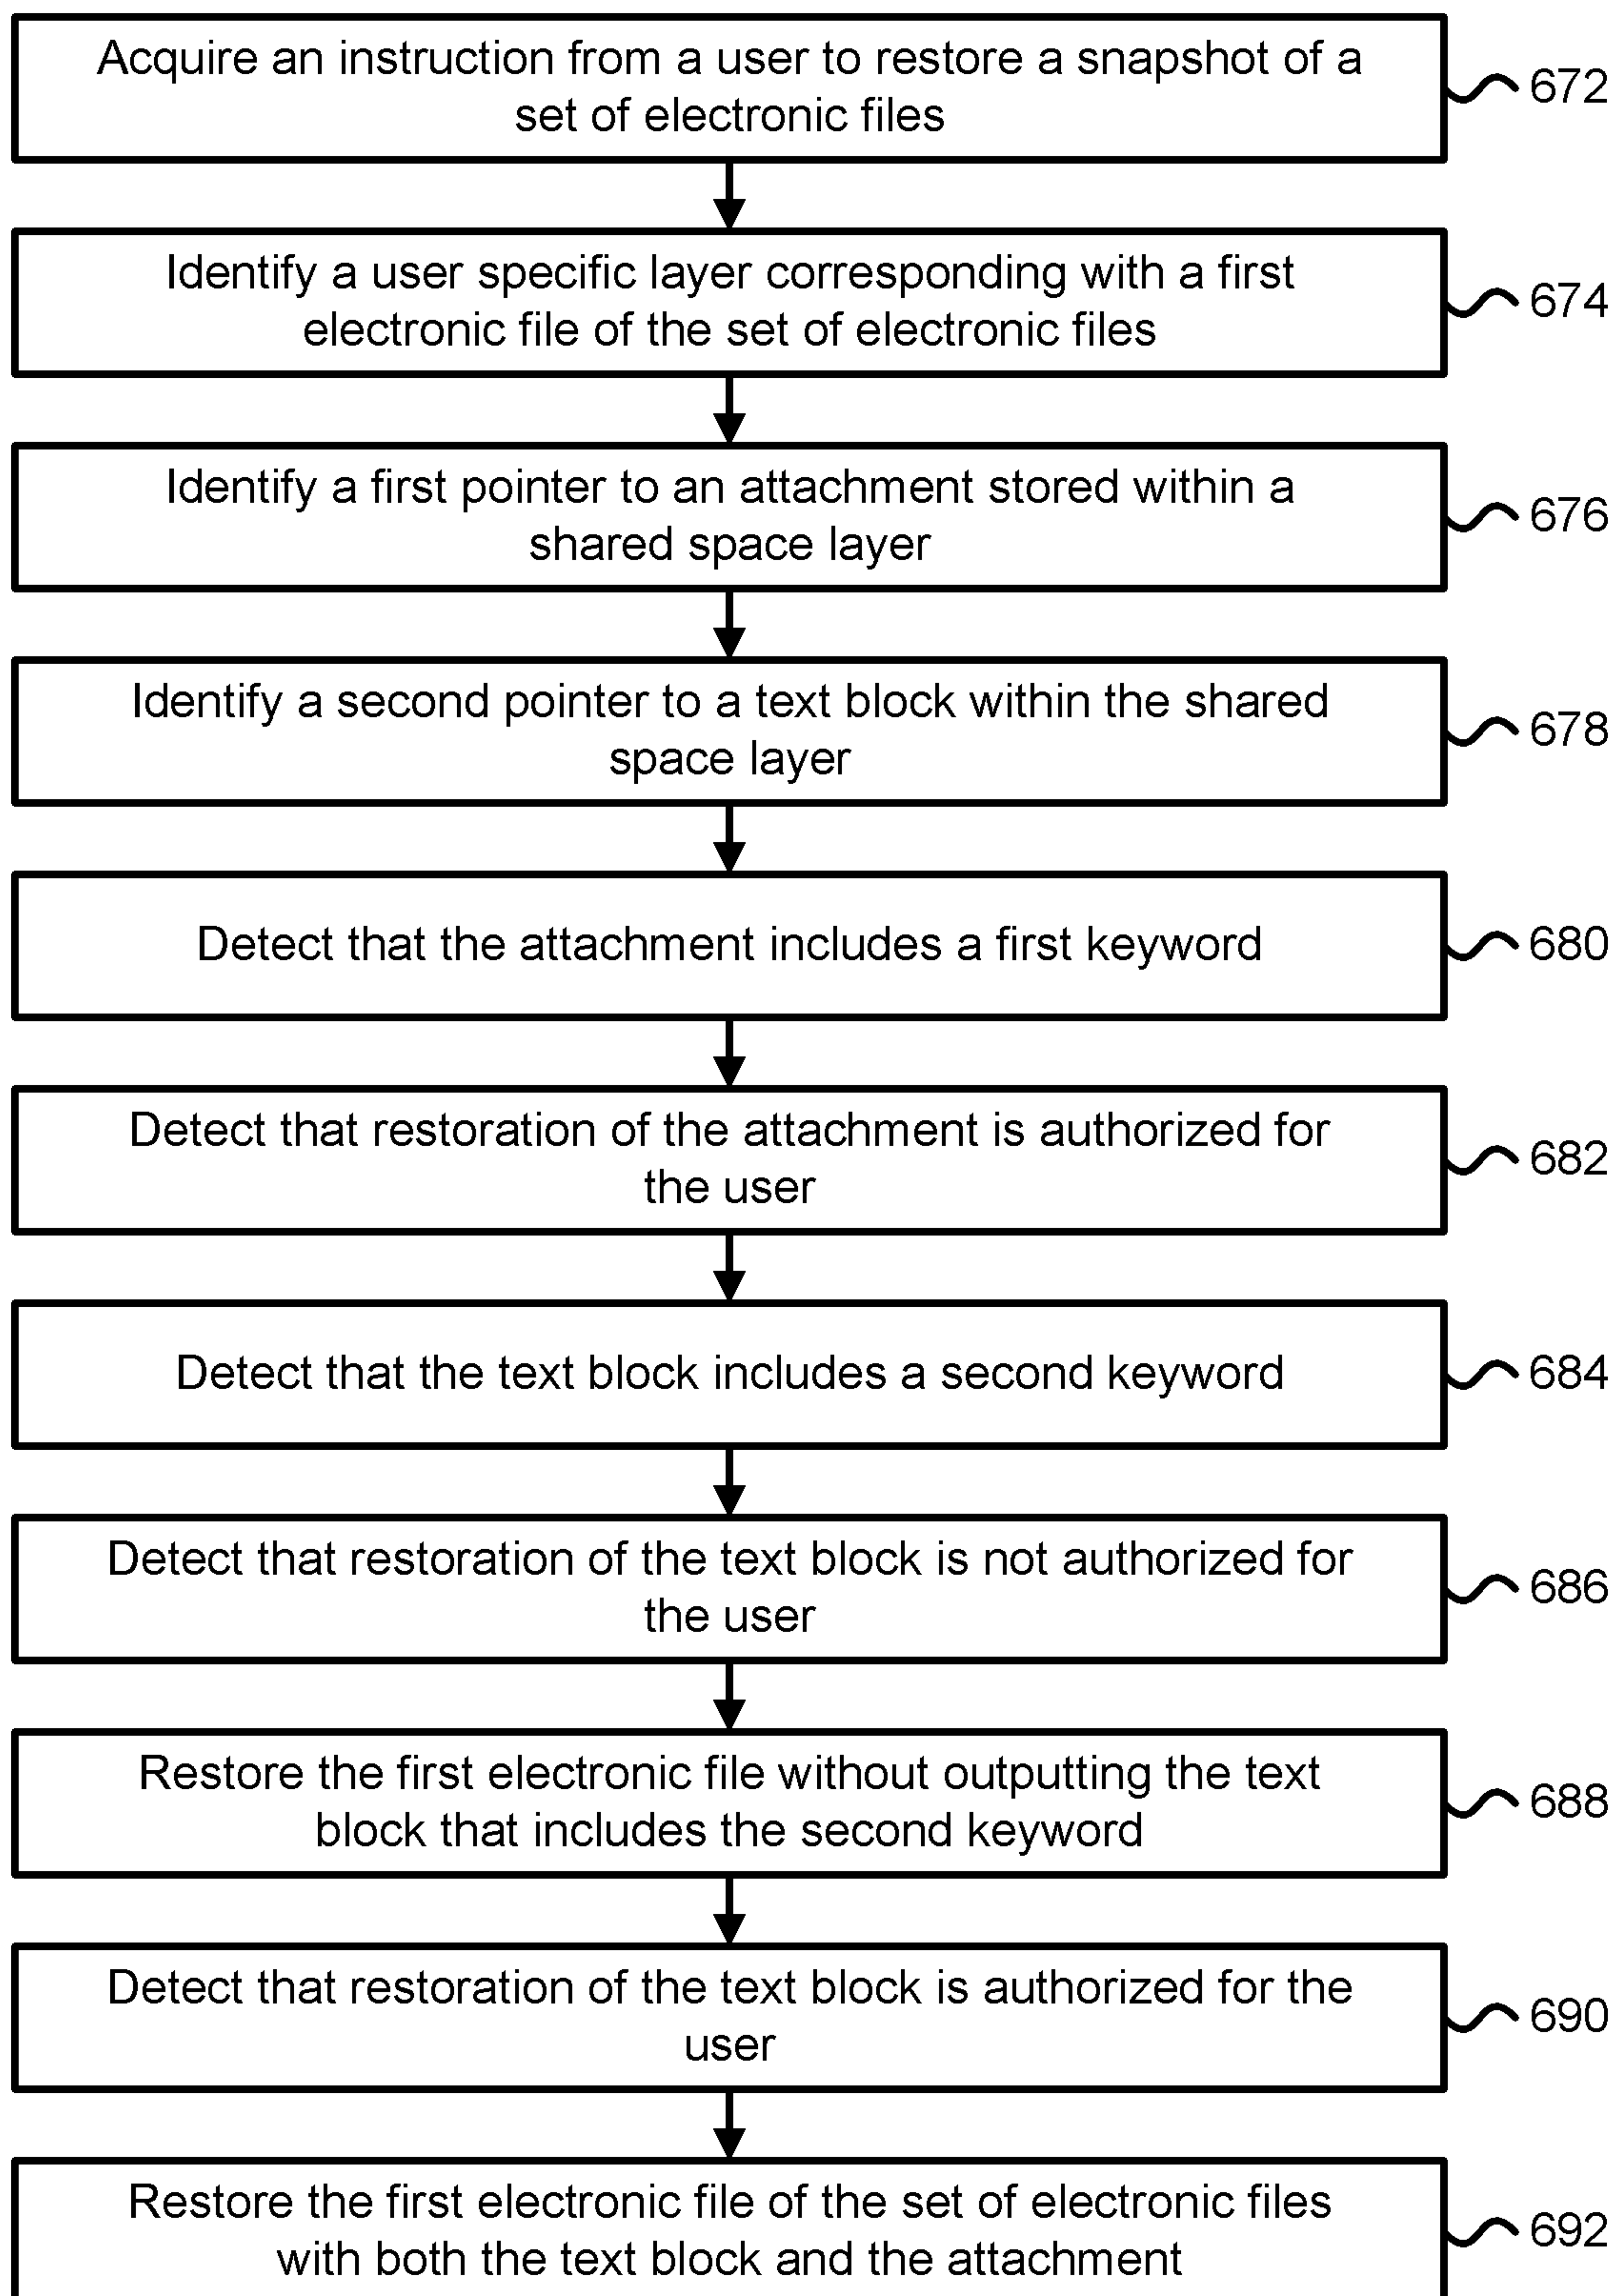 Acquire an instruction from a user to restore a snapshot of a
set of electronic files
672
Identify a user specific layer corresponding with a first
electronic file of the set of electronic files
674
Identify a first pointer to an attachment stored within a
shared space layer
676
Identify a second pointer to a text block within the shared
space layer
678
Detect that the attachment includes a first keyword
680
Detect that restoration of the attachment is authorized for
the user
682
Detect that the text block includes a second keyword
684
Detect that restoration of the text block is not authorized for
the user
686
Restore the first electronic file without outputting the text
block that includes the second keyword
688
Detect that restoration of the text block is authorized for the
user
690
Restore the first electronic file of the set of electronic files
with both the text block and the attachment
692